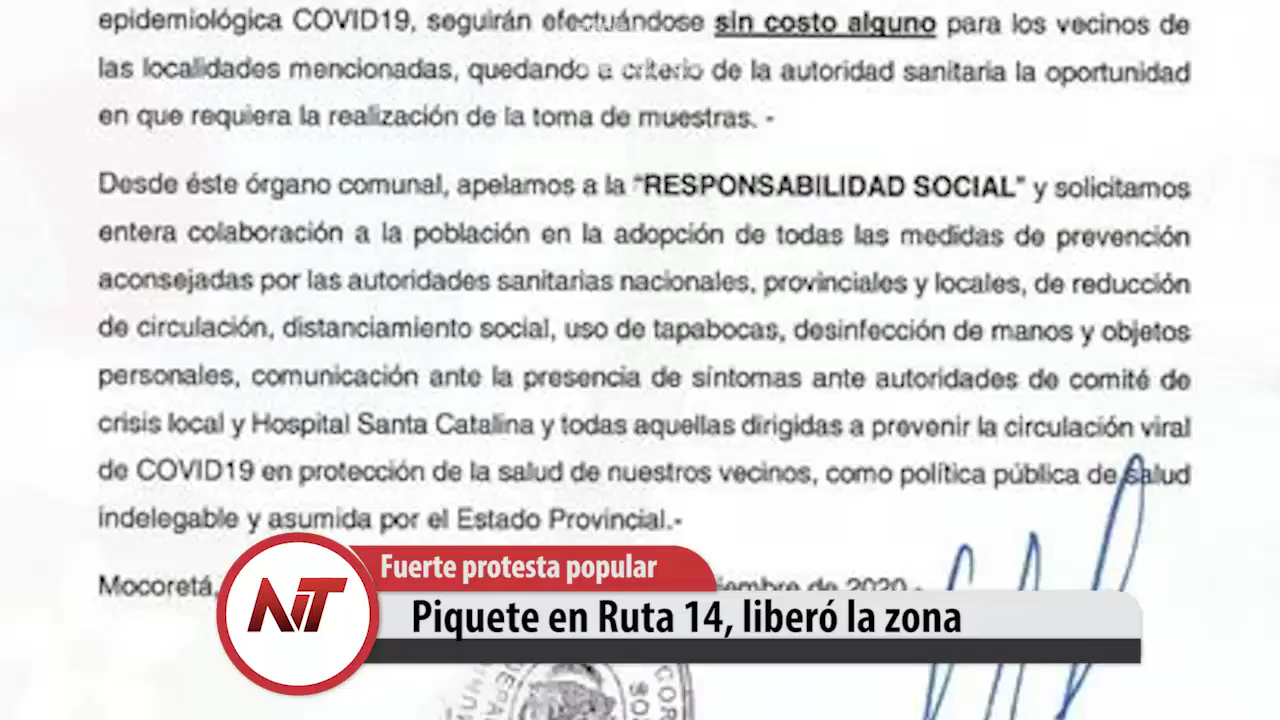 epidemiológica COVID19, seguirán efectuándose sin costo alguno para los vecinos de
las localidades mencionadas, quedando a criterio de la autoridad sanitaria la oportunidad
en que requiera la realización de la toma de muestras. -
Desde éste órgano comunal, apelamos a la "RESPONSABILIDAD SOCIAL" y solicitamos
entera colaboración a la población en la adopción de todas las medidas de prevención
aconsejadas por las autoridades sanitarias nacionales, provinciales y locales, de reducción
de circulación, distanciamiento social, uso de tapabocas, desinfección de manos y objetos
personales, comunicación ante la presencia de síntomas ante autoridades de comité de
crisis local y Hospital Santa Catalina y todas aquellas dirigidas a prevenir la circulación viral
de COVID19 en protección de la salud de nuestros vecinos, como política pública de salud
indelegable y asumida por el Estado Provincial.-
Mocoretá, iembre de 2020.-
NT
Fuerte protesta popular
Piquete en Ruta 14, liberó la zona